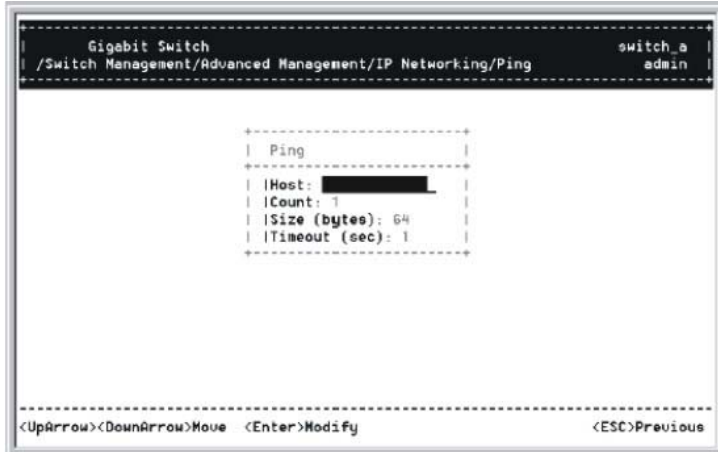 Gigabit Switch switch_a
/Switch Management/Advanced Management/IP Networking/Ping admin
Ping
|Host:
|Count: 1
|Size (bytes): 64
|Timeout (sec): 1
<UpArrow><DownArrow>Move <Enter>Modify <ESC>Previous